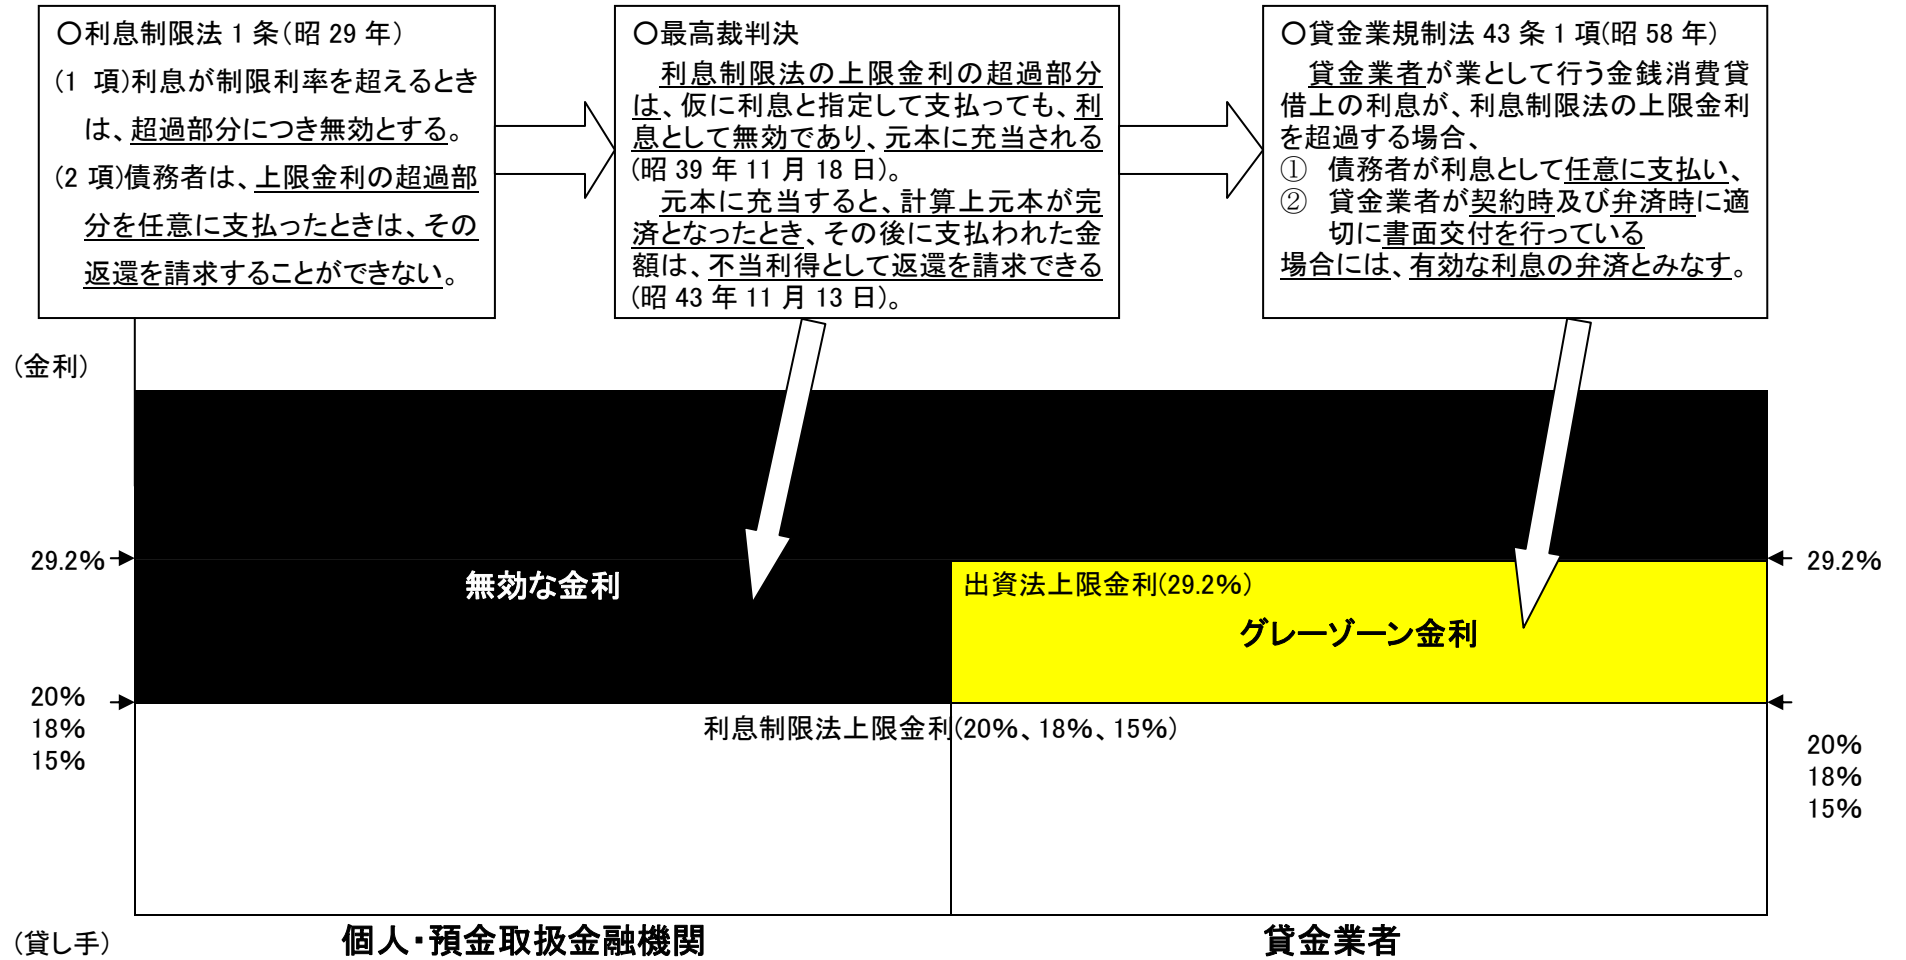 〇利息制限法 1 条(昭 29 年)
(1 項)利息が制限利率を超えるとき
は、超過部分につき無効とする。
(2 項)債務者は、上限金利の超過部
分を任意に支払ったときは、その
返還を請求することができない。
〇最高裁判決
利息制限法の上限金利の超過部分
は、仮に利息と指定して支払っても、利
息として無効であり、元本に充当される
(昭 39 年 11 月 18 日)。
元本に充当すると、計算上元本が完
済となったとき、その後に支払われた金
額は、不当利得として返還を請求できる
(昭 43 年 11 月 13 日)。
〇貸金業規制法 43 条 1 項(昭 58 年)
貸金業者が業として行う金銭消費貸
借上の利息が、利息制限法の上限金利
を超過する場合、
① 債務者が利息として任意に支払い、
② 貸金業者が契約時及び弁済時に適
切に書面交付を行っている
場合には、有効な利息の弁済とみなす。
(金利)
29.2%
無効な金利
出資法上限金利(29.2%)
グレーゾーン金利
29.2%
20%
18%
15%
利息制限法上限金利(20%、18%、15%)
20%
18%
15%
(貸し手)
個人・預金取扱金融機関
貸金業者